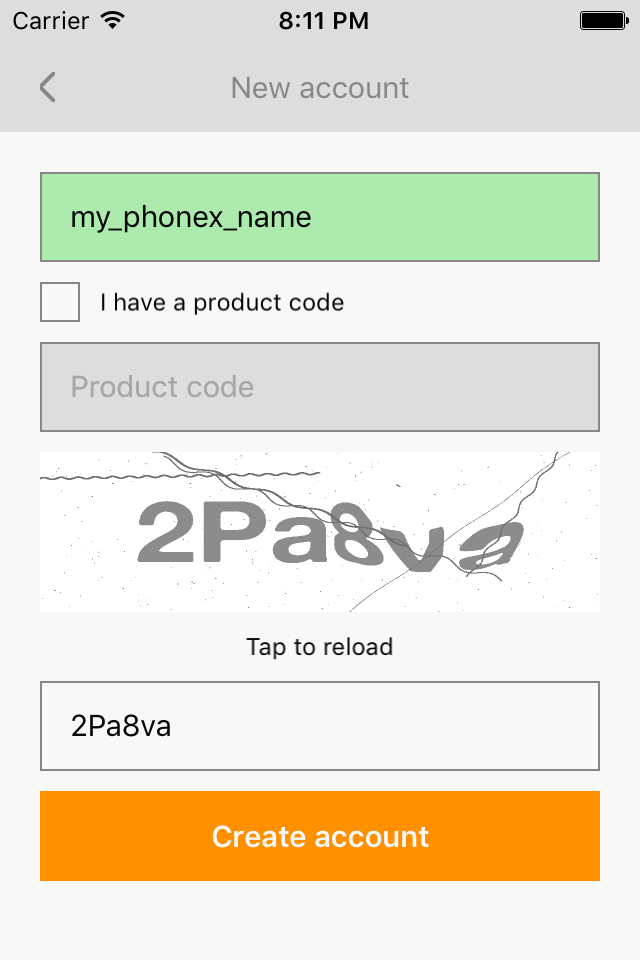 Carrier 8:11 PM
New account
my_phonex_name
I have a product code
Product code
2Pa8va
Tap to reload
2Pa8va
Create account